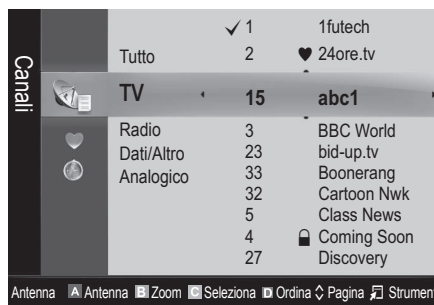 Canali
✓ 1 1futech
Tutto 2 ♥ 24ore.tv
TV 15 abc1
Radio 3 BBC World
Dati/Altro 23 bid-up.tv
Analogico 33 Boonerang
32 Cartoon Nwk
5 Class News
4 Coming Soon
27 Discovery
Antenna A Antenna B Zoom C Seleziona D Ordina Pagina Strumen